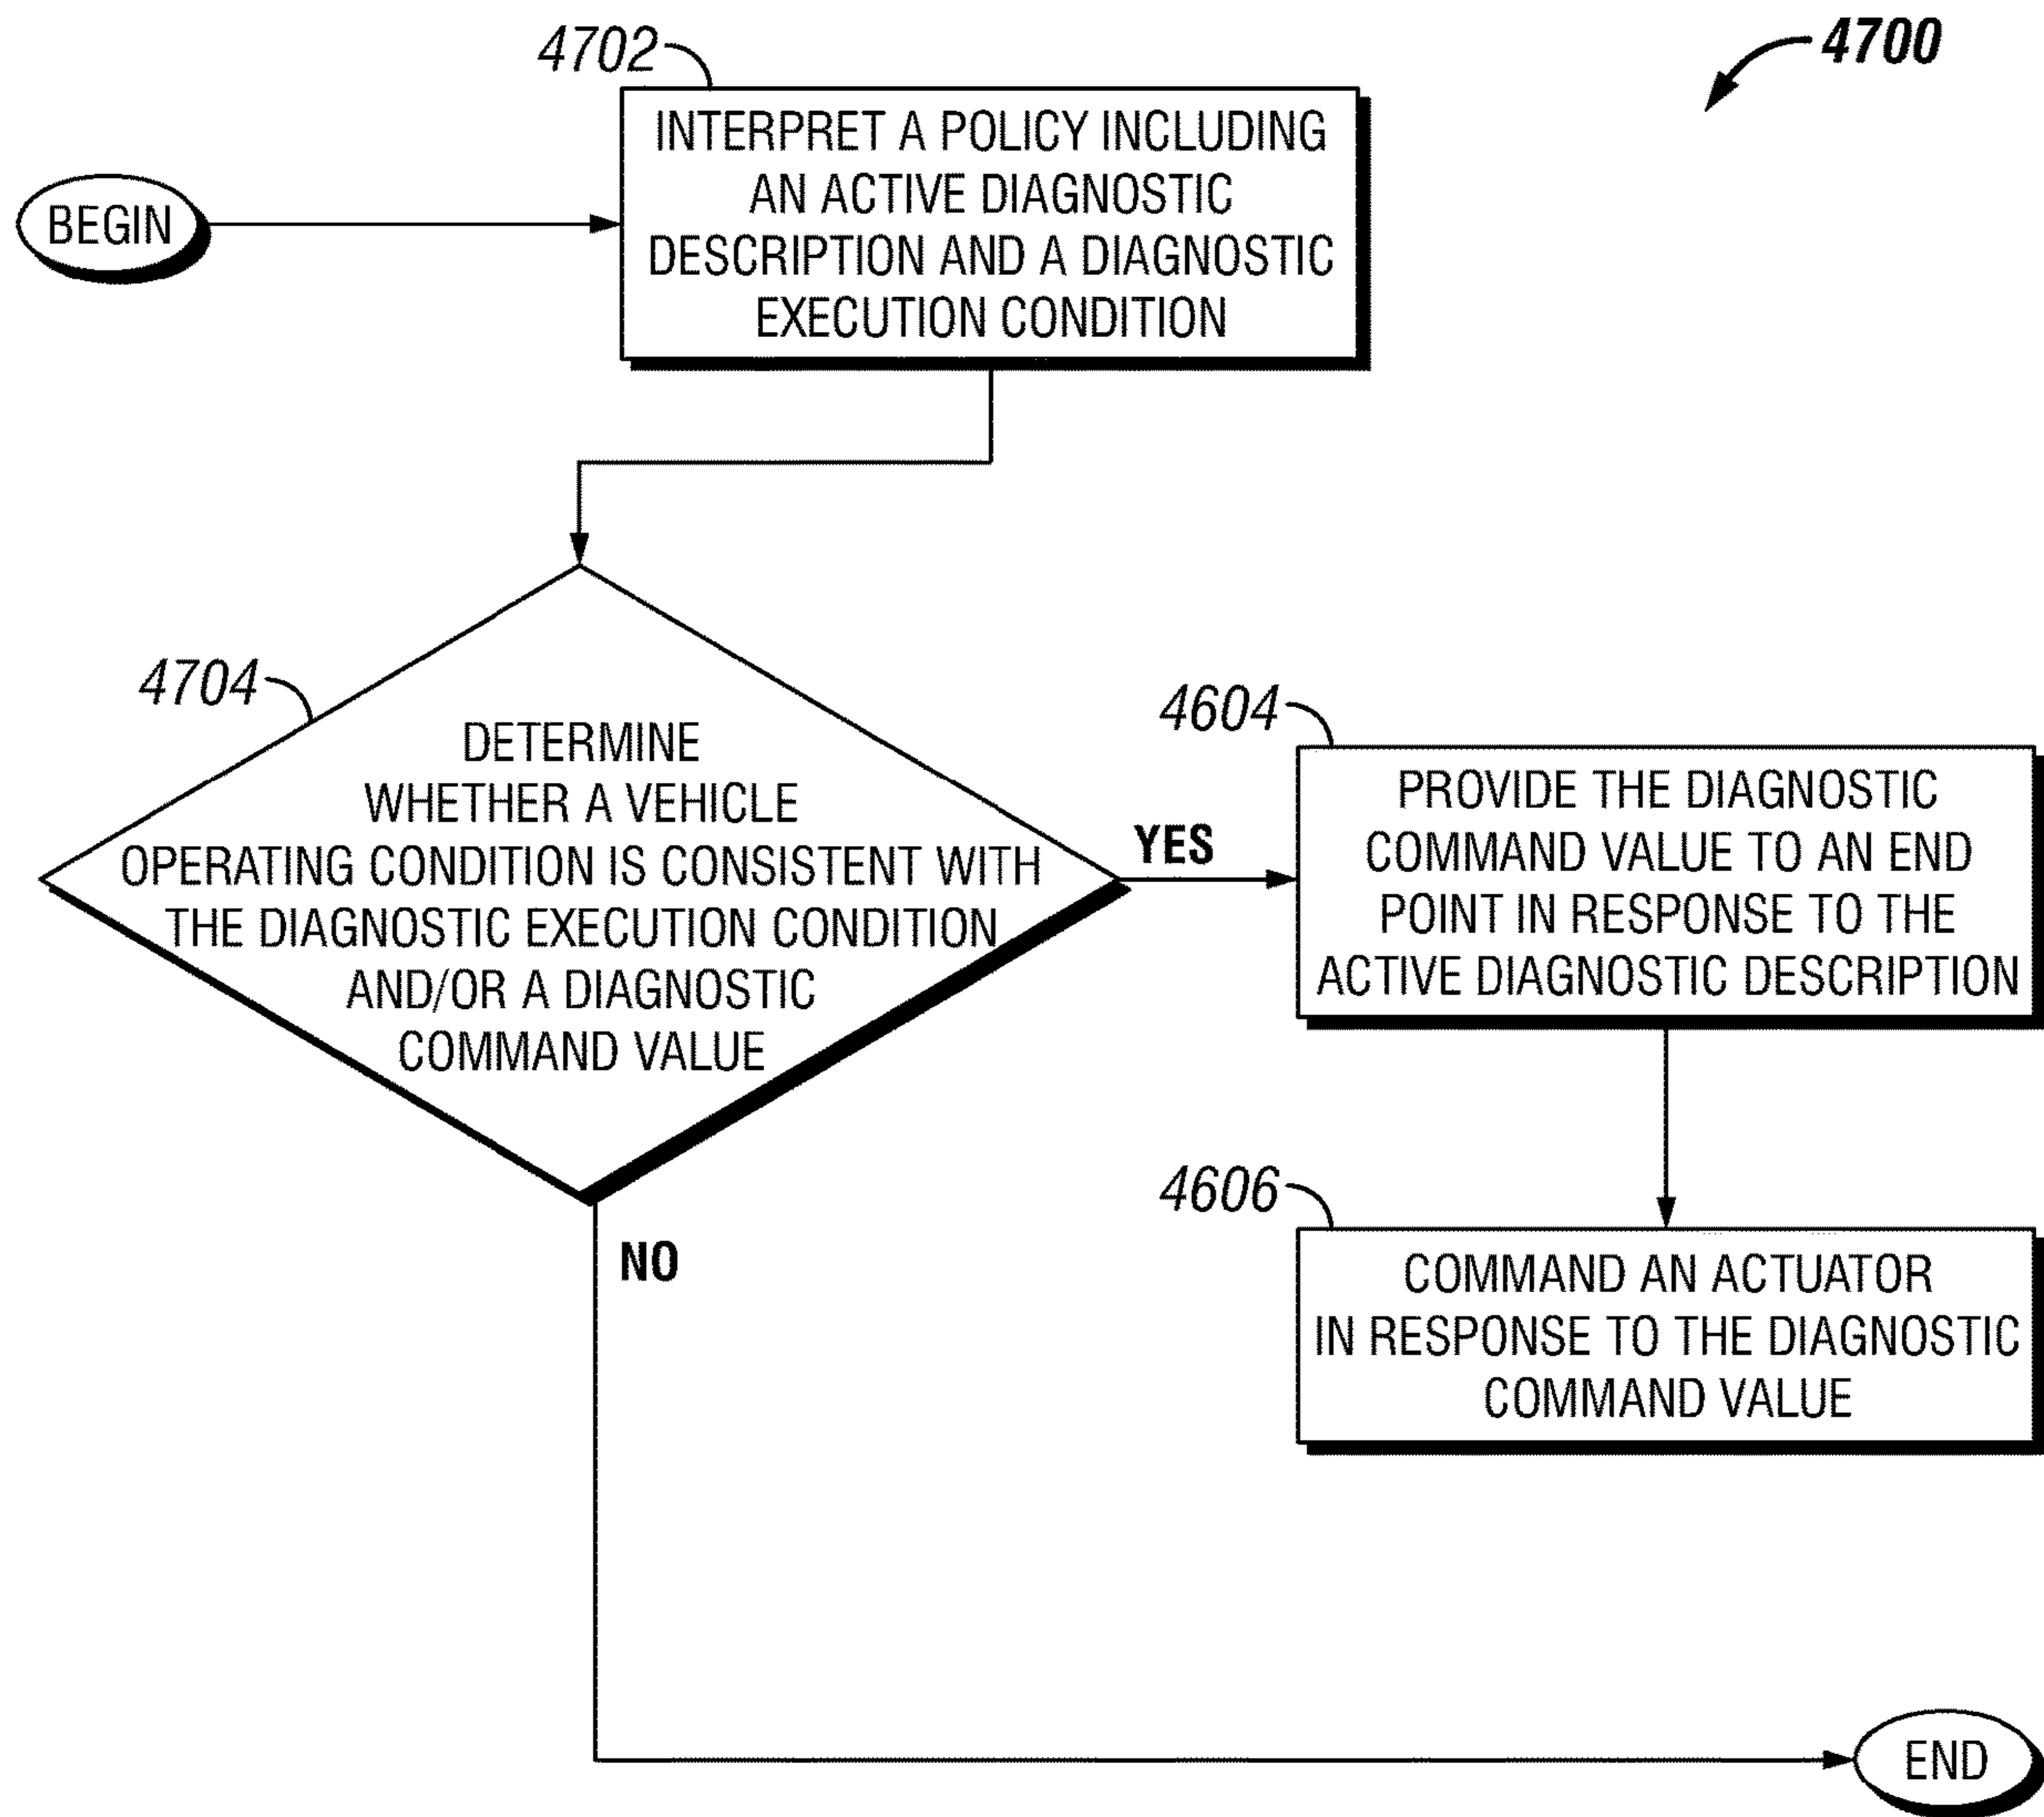 4700
4702
INTERPRET A POLICY INCLUDING
AN ACTIVE DIAGNOSTIC
DESCRIPTION AND A DIAGNOSTIC
EXECUTION CONDITION
BEGIN
4704
DETERMINE
WHETHER A VEHICLE
OPERATING CONDITION IS CONSISTENT WITH
THE DIAGNOSTIC EXECUTION CONDITION
AND/OR A DIAGNOSTIC
COMMAND VALUE
YES
NO
4604
PROVIDE THE DIAGNOSTIC
COMMAND VALUE TO AN END
POINT IN RESPONSE TO THE
ACTIVE DIAGNOSTIC DESCRIPTION
4606
COMMAND AN ACTUATOR
IN RESPONSE TO THE DIAGNOSTIC
COMMAND VALUE
END